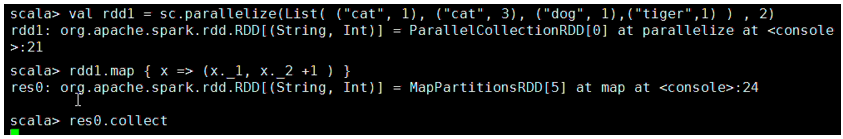 scala> val rdd1 = sc.parallelize(List( ("cat", 1), ("cat", 3), ("dog", 1),("tiger",1) ) , 2)
rdd1: org.apache.spark.rdd.RDD[(String, Int)] = ParallelCollectionRDD[0] at parallelize at <console
>:21
scala> rdd1.map { x => (x._1, x._2 +1 ) }
res0: org.apache.spark.rdd.RDD[(String, Int)] = MapPartitionsRDD[5] at map at <console>:24
scala> res0.collect